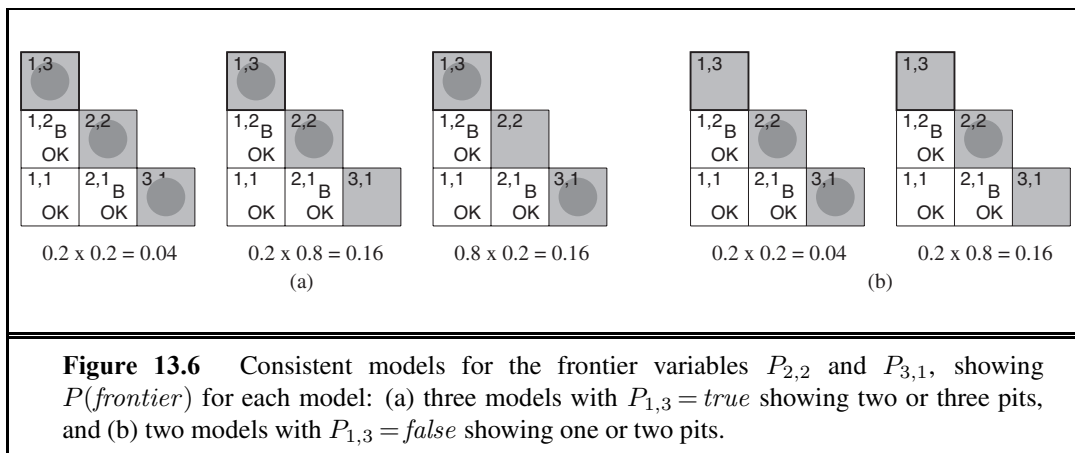 1,3 1,3 1,3 1,3 1,3
1,2 B 2,2 1,2 B 2,2 1,2 B 2,2 1,2 B 2,2 1,2 B 2,2
OK OK OK OK OK
1,1 2,1 B 3,1 1,1 2,1 B 3,1 1,1 2,1 B 3,1 1,1 2,1 B 3,1 1,1 2,1 B 3,1
OK OK OK OK OK OK OK OK OK OK
0.2 x 0.2 = 0.04 0.2 x 0.8 = 0.16 0.8 x 0.2 = 0.16 0.2 x 0.2 = 0.04 0.2 x 0.8 = 0.16
(a) (b)
Figure 13.6 Consistent models for the frontier variables P2,2 and P3,1, showing
P(frontier) for each model: (a) three models with P1,3 = true showing two or three pits,
and (b) two models with P1,3 = false showing one or two pits.